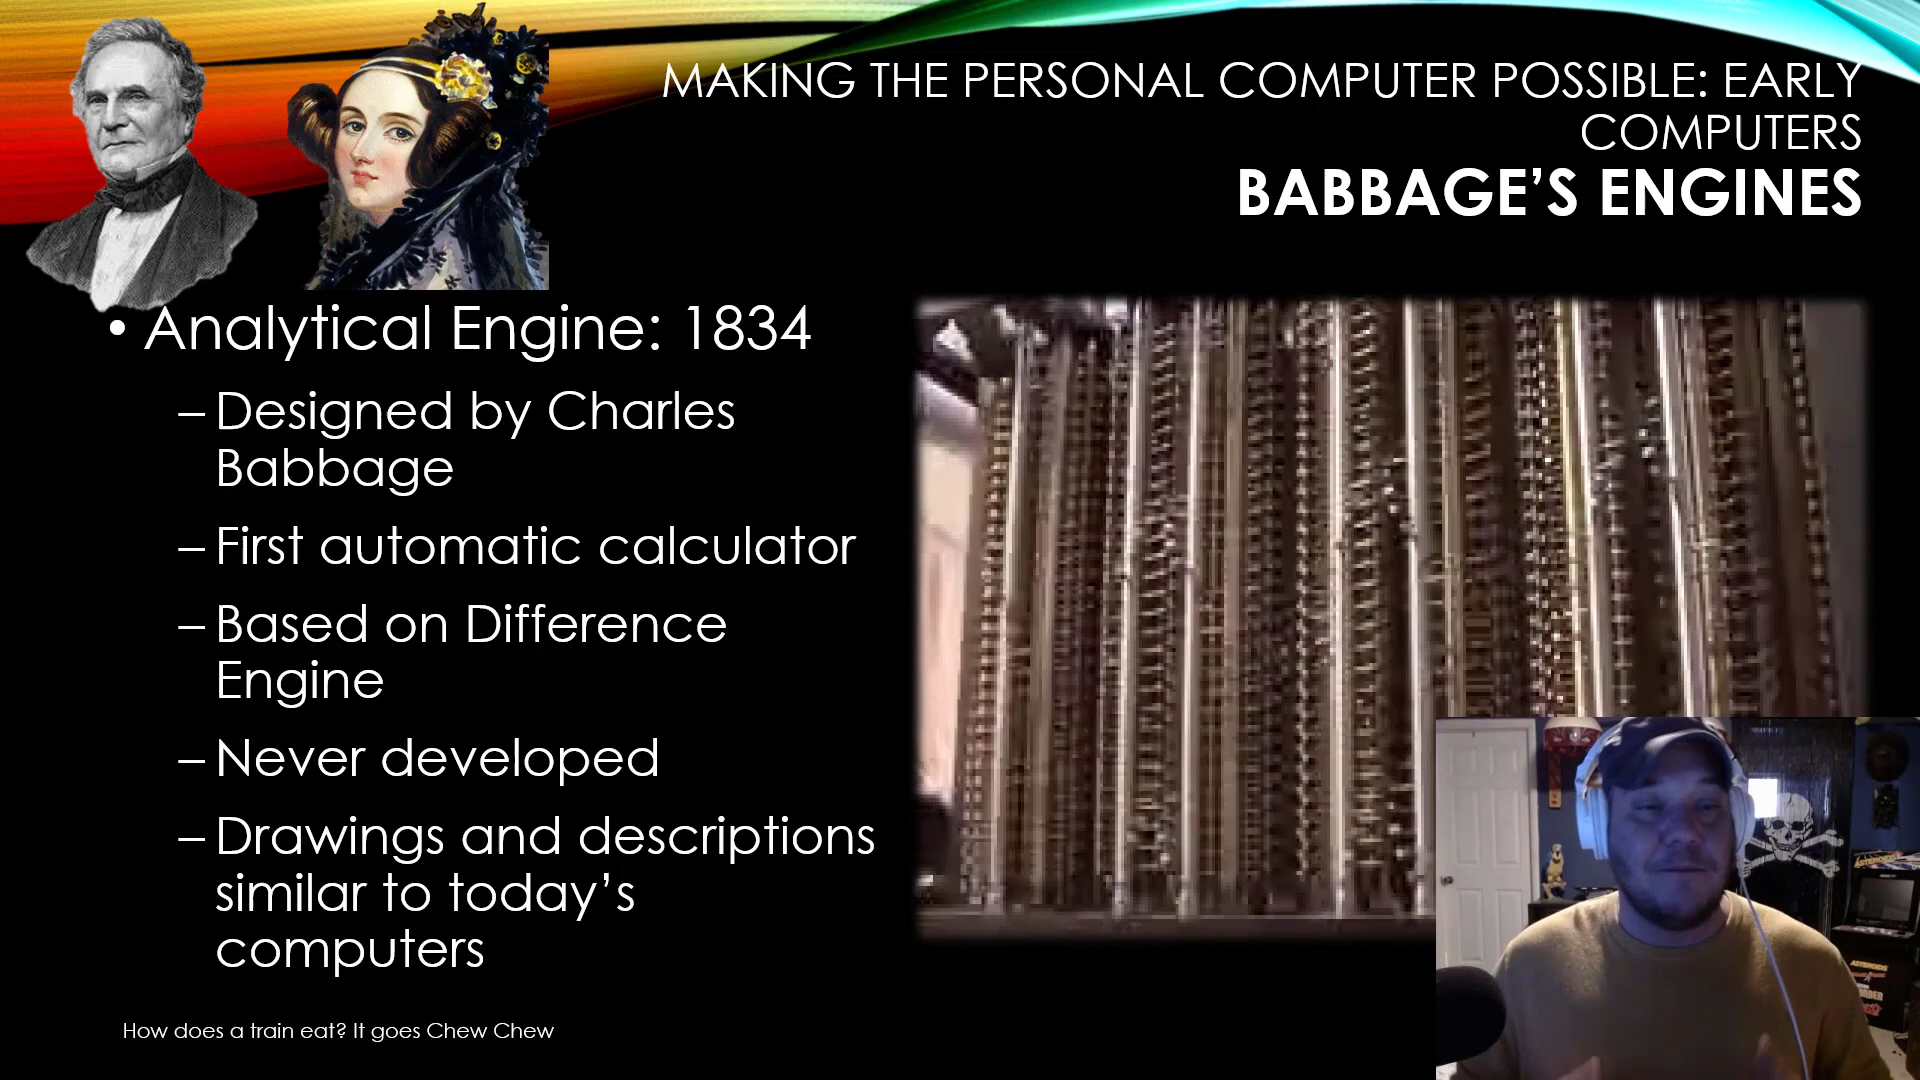 MAKING THE PERSONAL COMPUTER POSSIBLE: EARLY
COMPUTERS
BABBAGE’S ENGINES
• Analytical Engine: 1834
– Designed by Charles
Babbage
– First automatic calculator
– Based on Difference
Engine
– Never developed
– Drawings and descriptions
similar to today’s
computers
ASTEROIDS
ASTEROIDS
How does a train eat? It goes Chew Chew